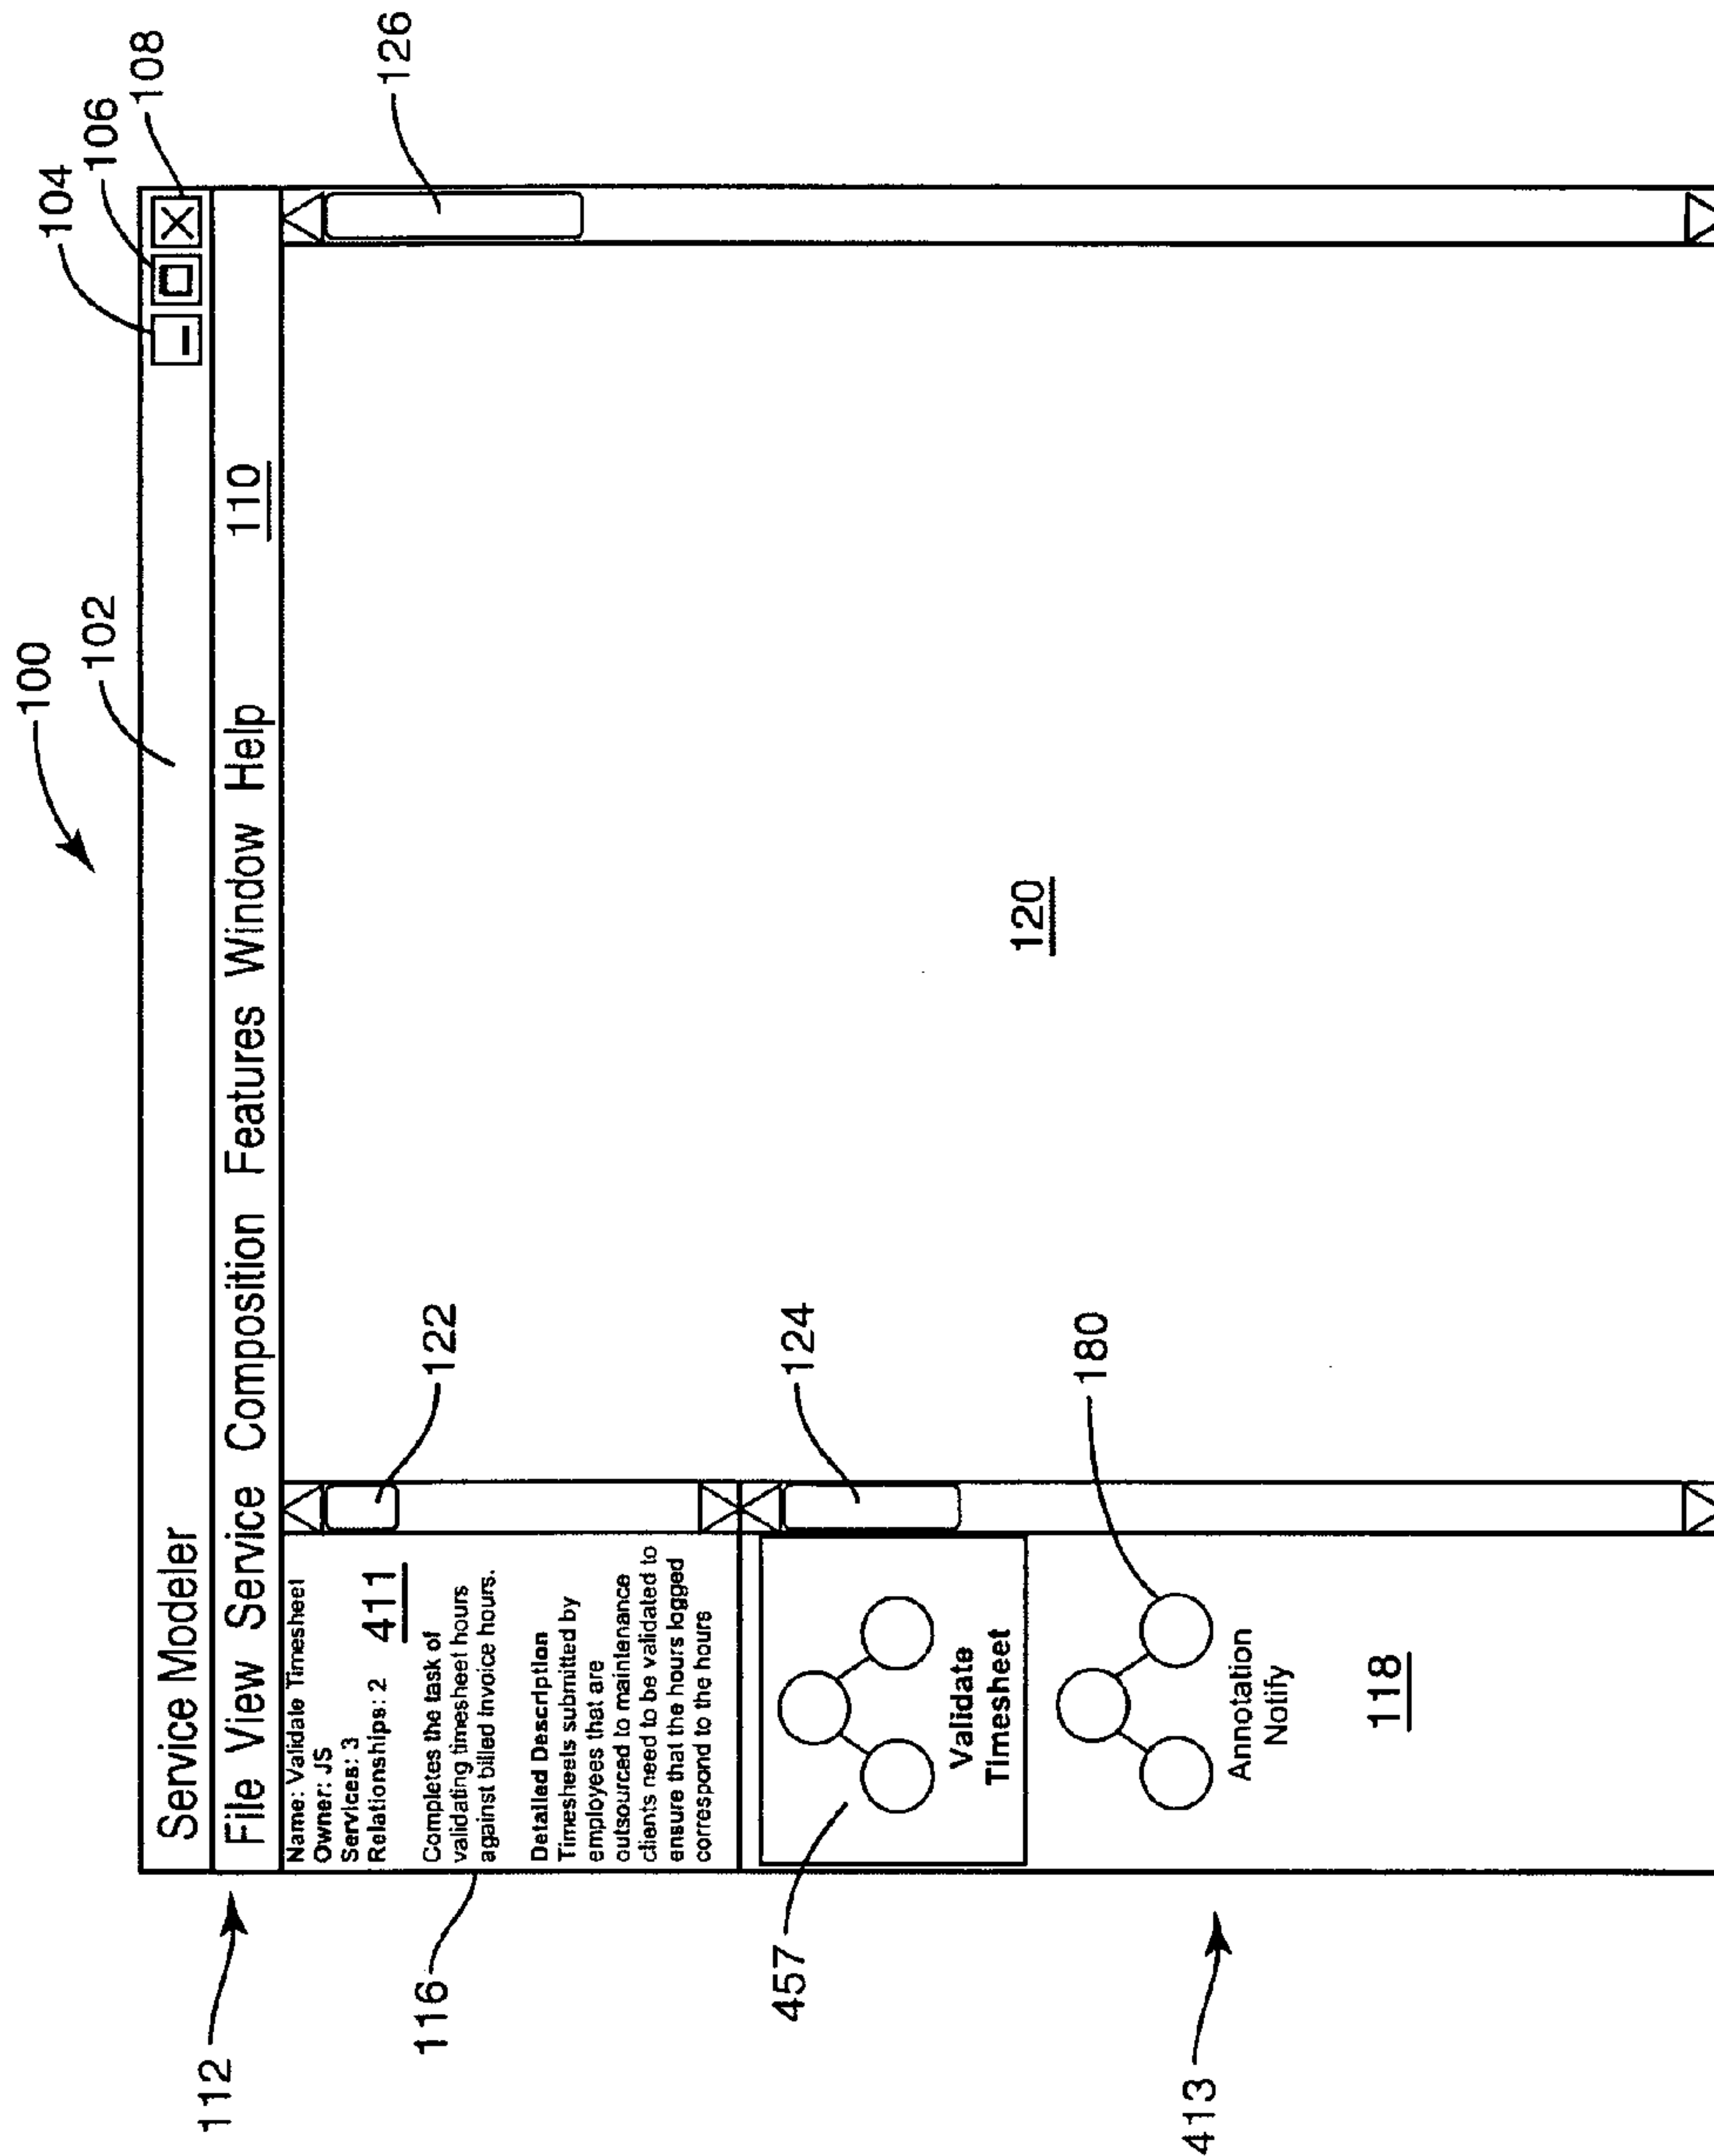 100
102
104
106
108
Service Modeler
112
File View Service Composition Features Window Help 110
Name: Validate Timesheet
Owner: JS
Services: 3
Relationships: 2
411
Completes the task of
validating timesheet hours
against billed invoice hours.
Detailed Description
Timesheets submitted by
employees that are
outsourced to maintenance
clients need to be validated to
ensure that the hours logged
correspond to the hours
116
122
126
457
Validate
Timesheet
124
120
180
Annotation
Notify
413
118